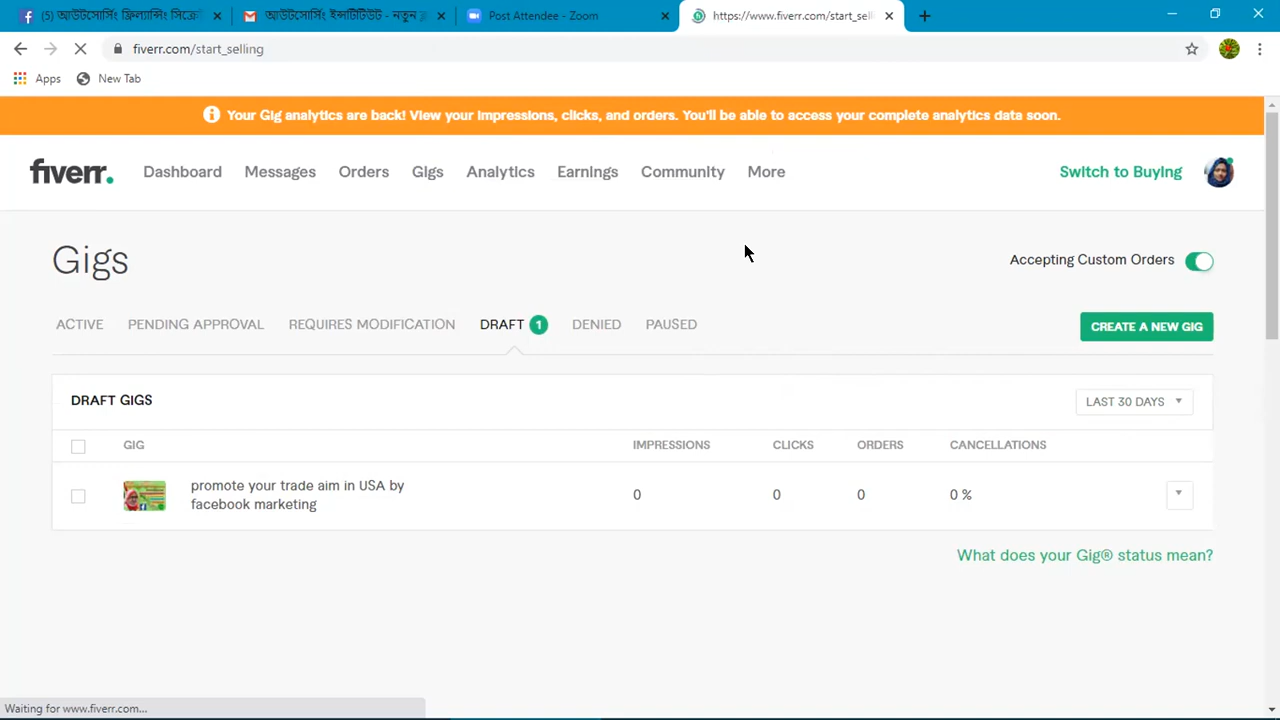 (5) আউটসোর্সিং ফ্রিল্যান্সিং সিক্রে
আউটসোর্সিং ইন্সটিটিউট - নতুন
Post Attendee - Zoom
https://www.fiverr.com/start_sell
fiverr.com/start_selling
Apps
New Tab
Your Gig analytics are back! View your impressions, clicks, and orders. You'll be able to access your complete analytics data soon.
fiverr.
Dashboard Messages Orders Gigs Analytics Earnings Community More
Switch to Buying
Gigs
Accepting Custom Orders
ACTIVE PENDING APPROVAL REQUIRES MODIFICATION DRAFT 1 DENIED PAUSED
CREATE A NEW GIG
DRAFT GIGS
LAST 30 DAYS
GIG IMPRESSIONS CLICKS ORDERS CANCELLATIONS
promote your trade aim in USA by
facebook marketing
0 0 0 0 %
What does your Gig® status mean?
Waiting for www.fiverr.com...